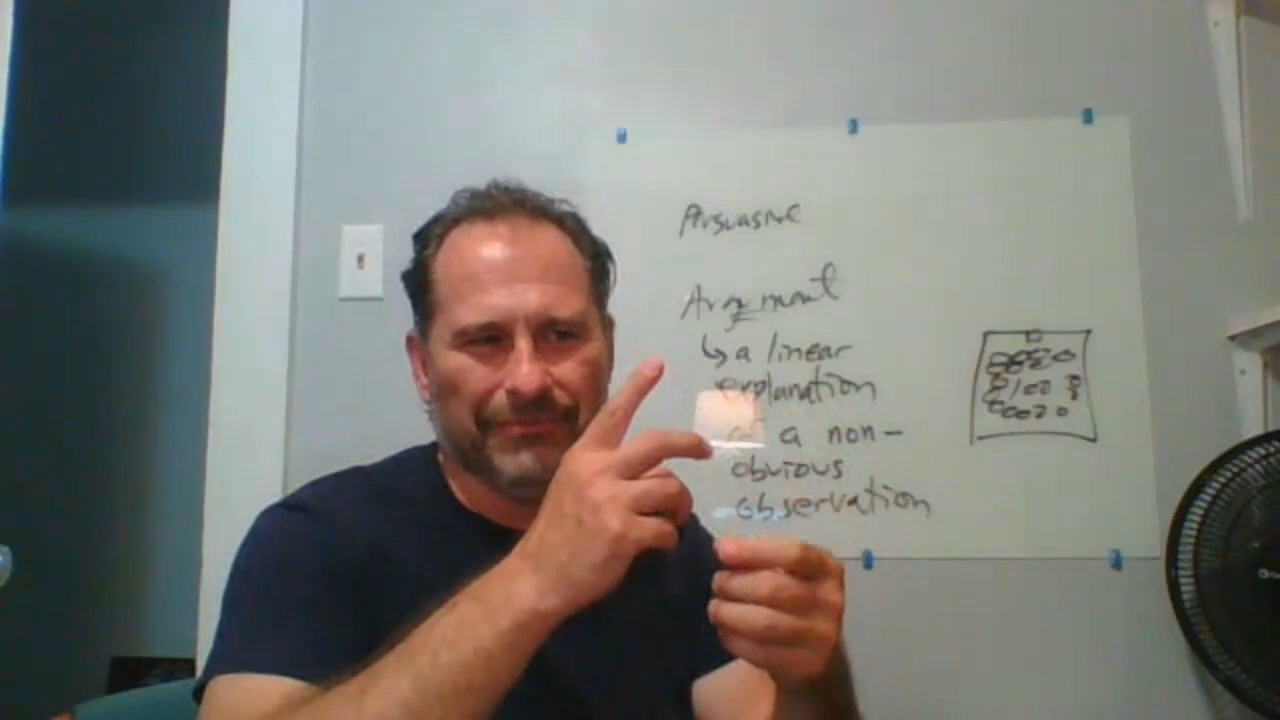 Persuasive
Argument
↳ a linear
explanation
a non-
obvious
observation